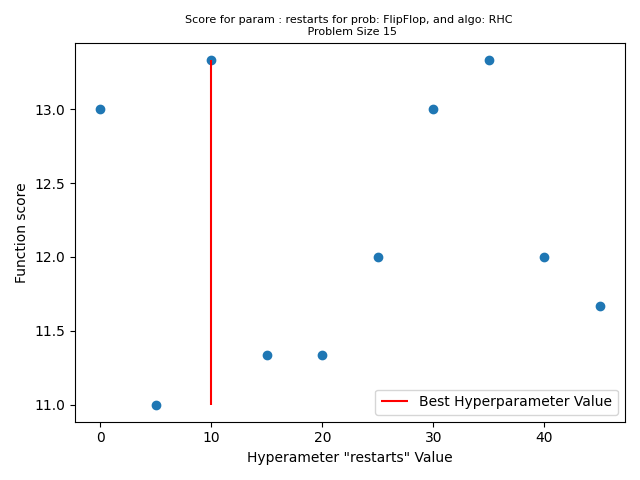 Score for param : restarts for prob: FlipFlop, and algo: RHC
Problem Size 15
Function score
13.0
12.5
12.0
11.5
11.0
0
10
20
30
40
Hyperameter "restarts" Value
Best Hyperparameter Value